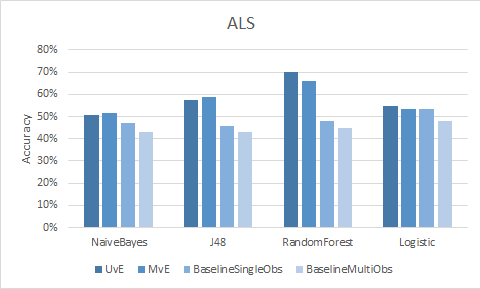 ALS
80%
70%
60%
50%
40%
30%
20%
10%
0%
Accuracy
NaiveBayes J48 RandomForest Logistic
UvE MvE BaselineSingleObs BaselineMultiObs